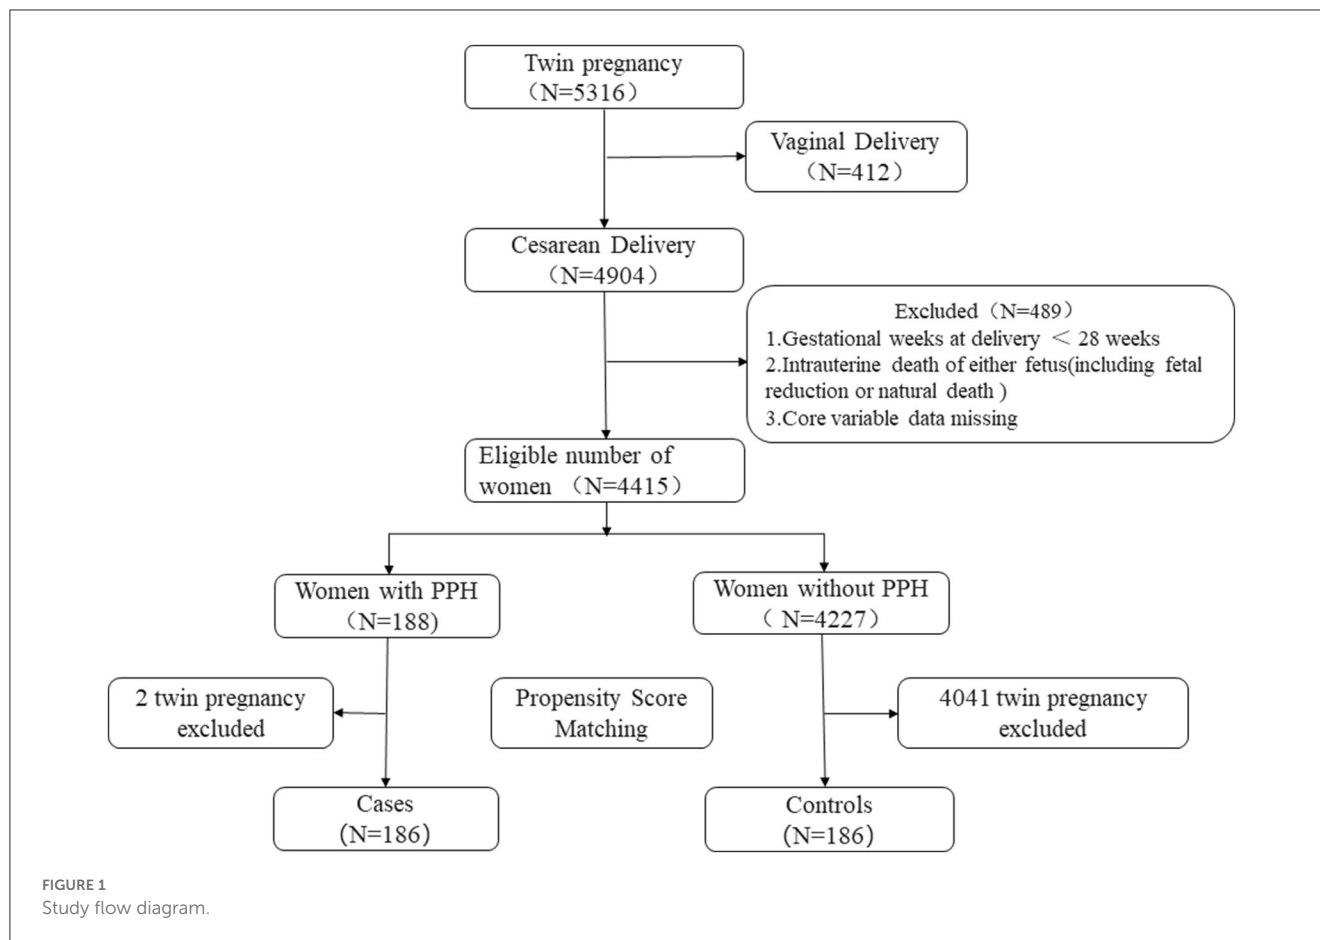 Twin pregnancy
（N=5316）
Vaginal Delivery
（N=412）
Cesarean Delivery
（N=4904）
Excluded（N=489）
1.Gestational weeks at delivery ＜ 28 weeks
2.Intrauterine death of either fetus(including fetal
reduction or natural death )
3.Core variable data missing
Eligible number of
women （N=4415）
Women with PPH
（N=188)
Women without PPH
（ N=4227）
2 twin pregnancy
excluded
Propensity Score
Matching
4041 twin pregnancy
excluded
Cases
(N=186)
Controls
(N=186)
FIGURE 1
Study flow diagram.